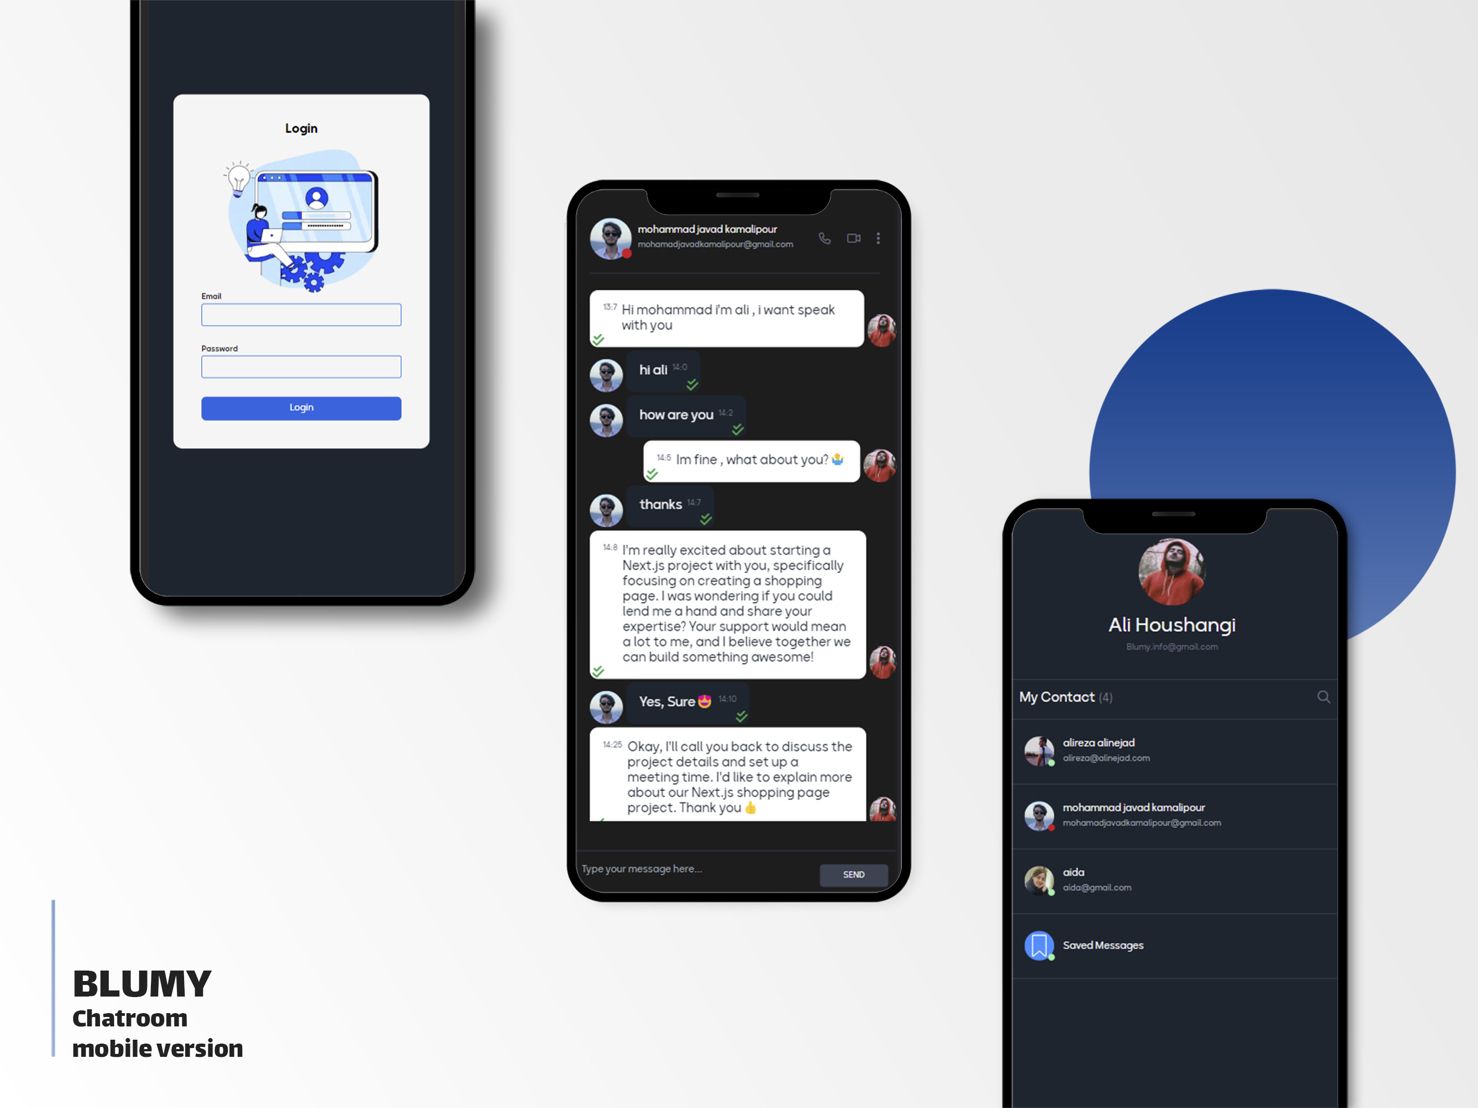 Login
Email
Password
Login
mohammad javad kamalipour
mohamadjavadkamalipour@gmail.com
13:7 Hi mohammad i'm ali , i want speak
with you
hi ali 14:0
how are you 14:2
14:5 Im fine , what about you? 🤷‍♂️
thanks 14:7
14:8 I'm really excited about starting a
Next.js project with you, specifically
focusing on creating a shopping
page. I was wondering if you could
lend me a hand and share your
expertise? Your support would mean
a lot to me, and I believe together we
can build something awesome!
Yes, Sure 😍 14:10
14:25 Okay, I'll call you back to discuss the
project details and set up a
meeting time. I'd like to explain more
about our Next.js shopping page
project. Thank you 👍
Type your message here...
SEND
Ali Houshangi
Blumy.info@gmail.com
My Contact (4)
alireza alinejad
alireza@alinejad.com
mohammad javad kamalipour
mohamadjavadkamalipour@gmail.com
aida
aida@gmail.com
Saved Messages
BLUMY
Chatroom
mobile version